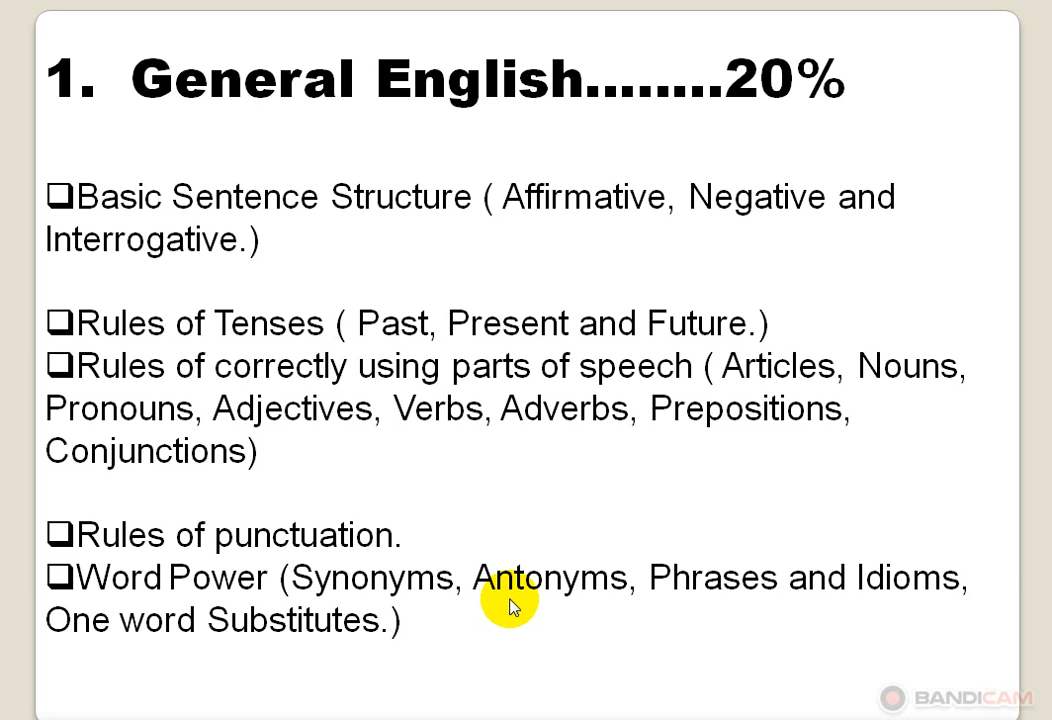 1. General English........20%
❑Basic Sentence Structure ( Affirmative, Negative and
Interrogative.)
❑Rules of Tenses ( Past, Present and Future.)
❑Rules of correctly using parts of speech ( Articles, Nouns,
Pronouns, Adjectives, Verbs, Adverbs, Prepositions,
Conjunctions)
❑Rules of punctuation.
❑Word Power (Synonyms, Antonyms, Phrases and Idioms,
One word Substitutes.)
BANDICAM